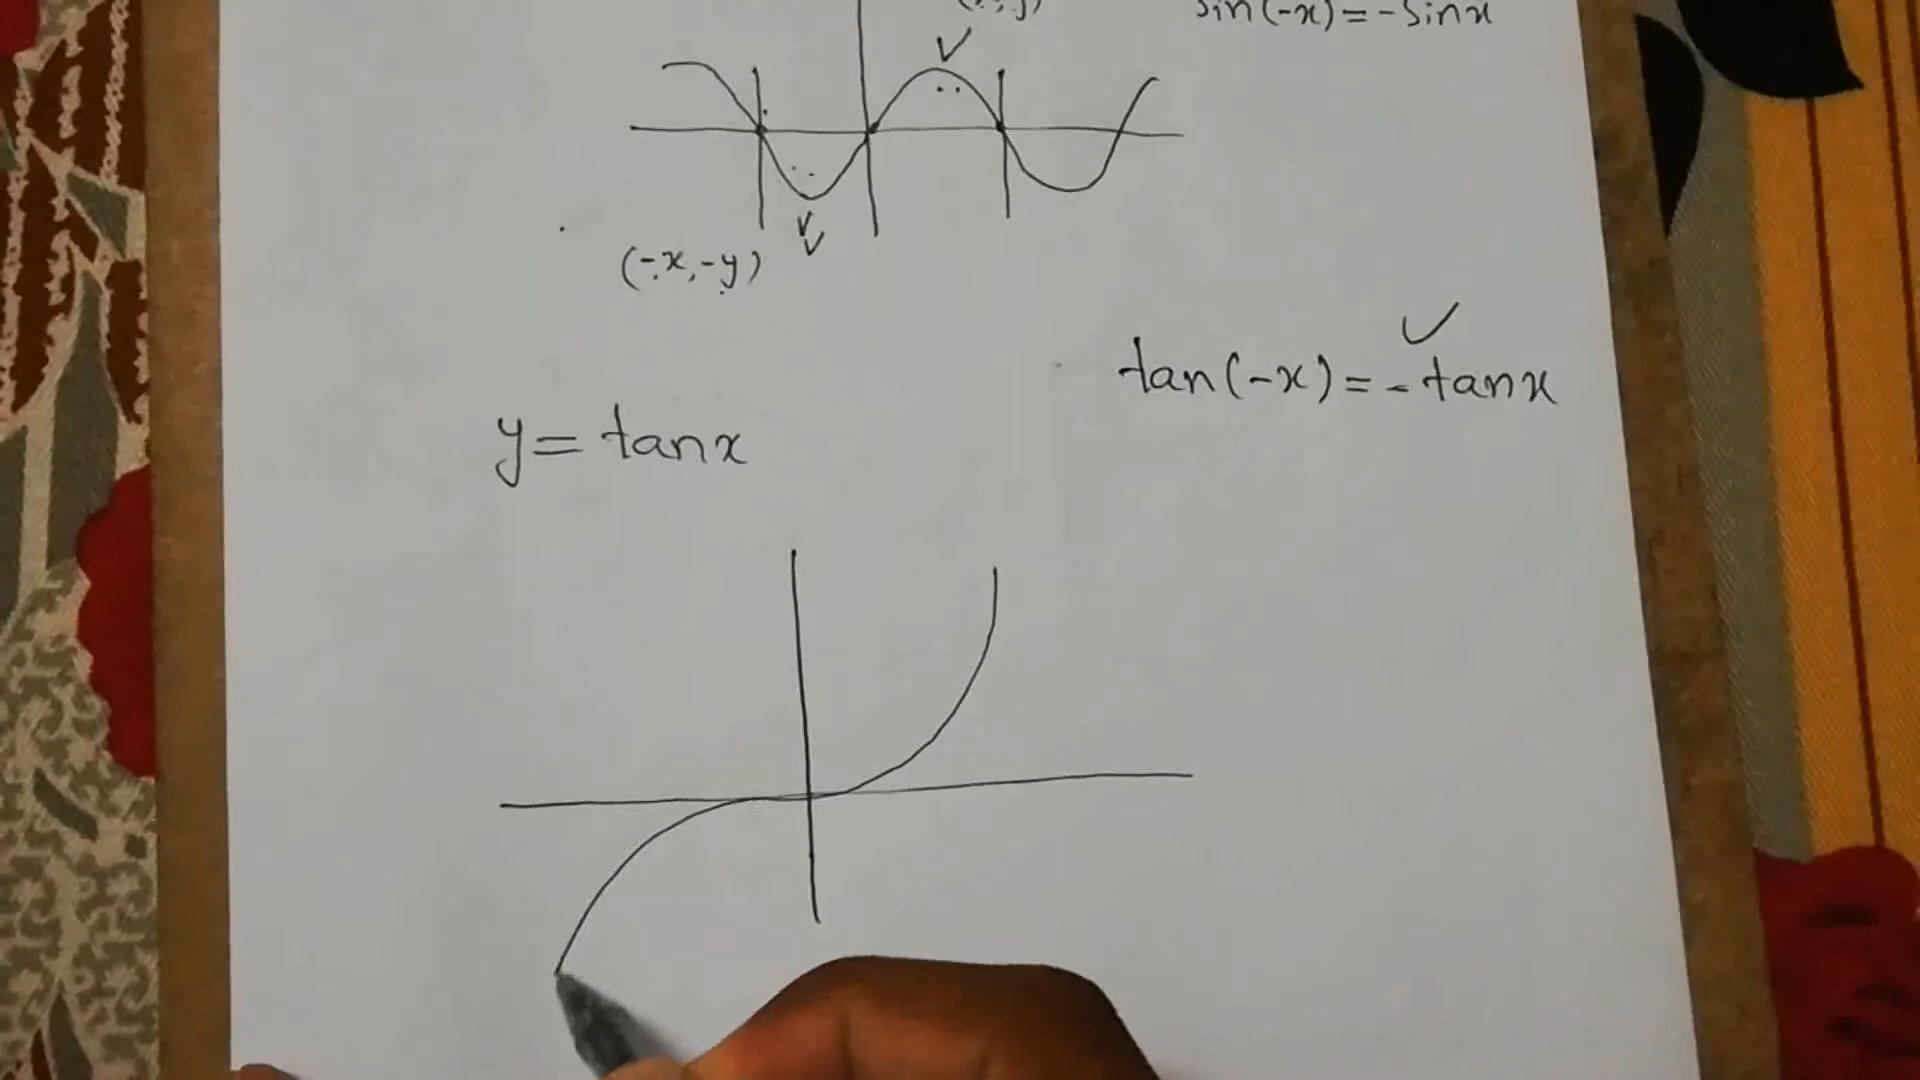 sin(-x) = -sinx
(-x, -y)
tan(-x) = -tanx
y = tanx